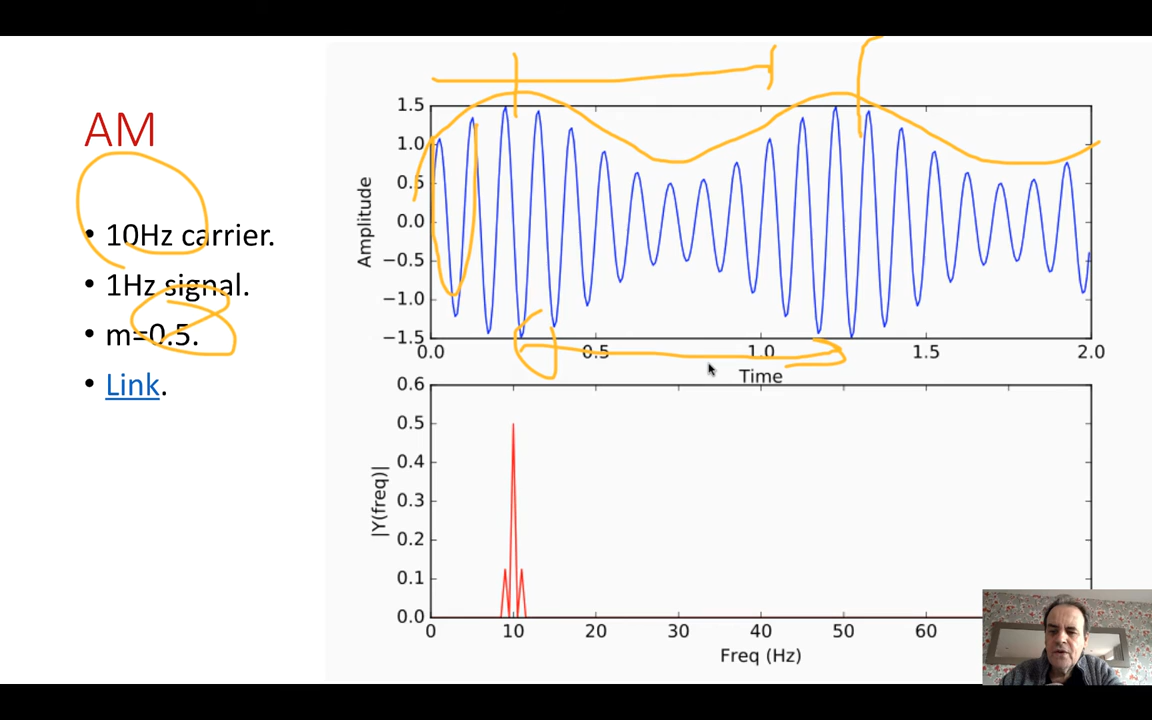 AM
• 10Hz carrier.
• 1Hz signal.
• m=0.5.
• Link.
1.5
1.0
0.5
0.0
−0.5
−1.0
−1.5
Amplitude
0.0 0.5 1.0 1.5 2.0
Time
0.6
0.5
0.4
0.3
0.2
0.1
0.0
|Y(freq)|
0 10 20 30 40 50 60
Freq (Hz)